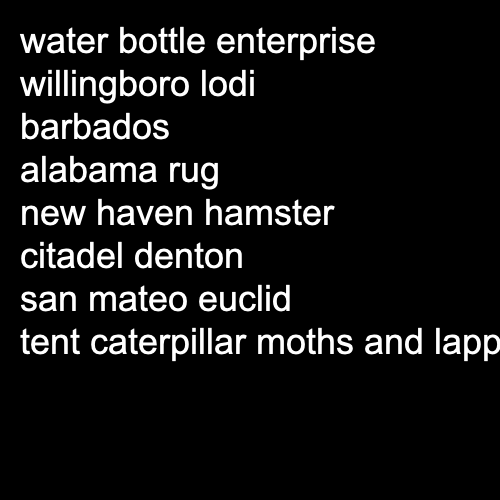 water bottle enterprise
willingboro lodi
barbados
alabama rug
new haven hamster
citadel denton
san mateo euclid
tent caterpillar moths and lapp